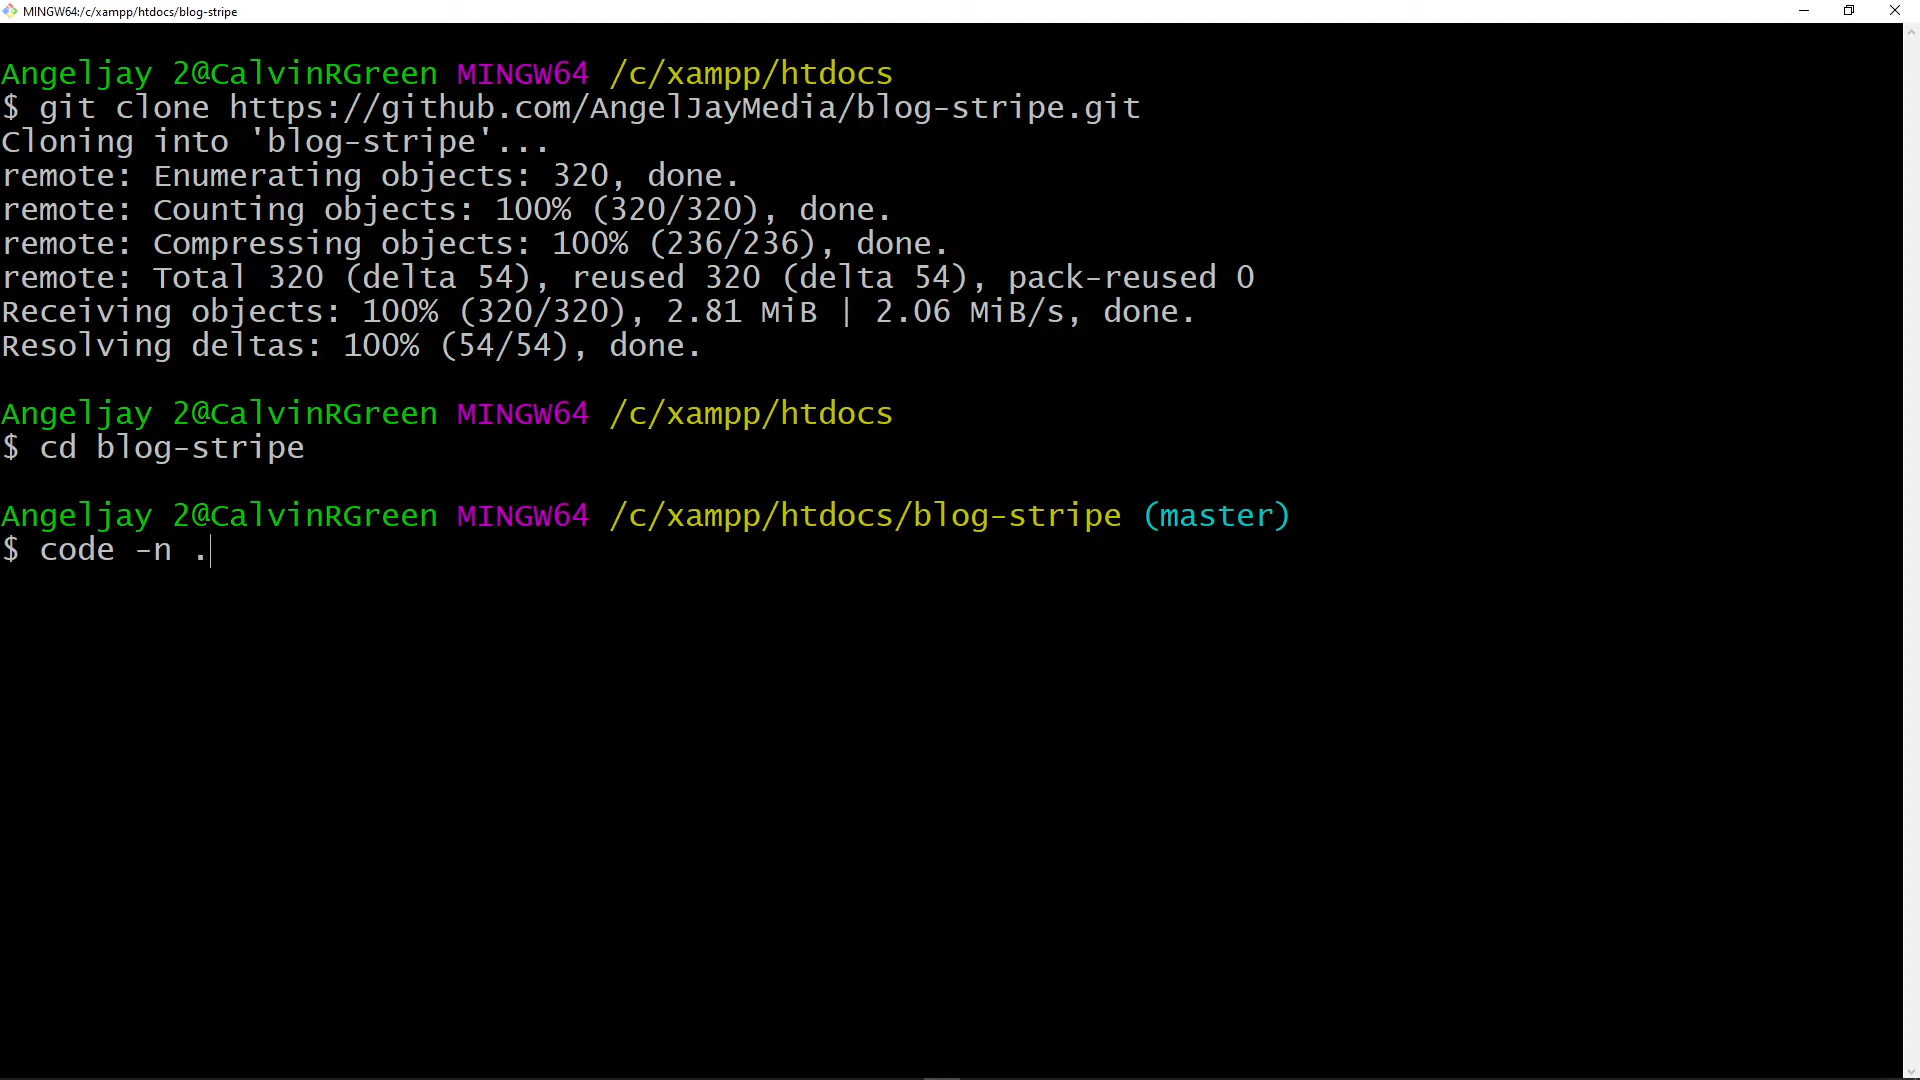 MINGW64:/c/xampp/htdocs/blog-stripe
Angeljay 2@CalvinRGreen MINGW64 /c/xampp/htdocs
$ git clone https://github.com/AngelJayMedia/blog-stripe.git
Cloning into 'blog-stripe'...
remote: Enumerating objects: 320, done.
remote: Counting objects: 100% (320/320), done.
remote: Compressing objects: 100% (236/236), done.
remote: Total 320 (delta 54), reused 320 (delta 54), pack-reused 0
Receiving objects: 100% (320/320), 2.81 MiB | 2.06 MiB/s, done.
Resolving deltas: 100% (54/54), done.
Angeljay 2@CalvinRGreen MINGW64 /c/xampp/htdocs
$ cd blog-stripe
Angeljay 2@CalvinRGreen MINGW64 /c/xampp/htdocs/blog-stripe (master)
$ code -n .